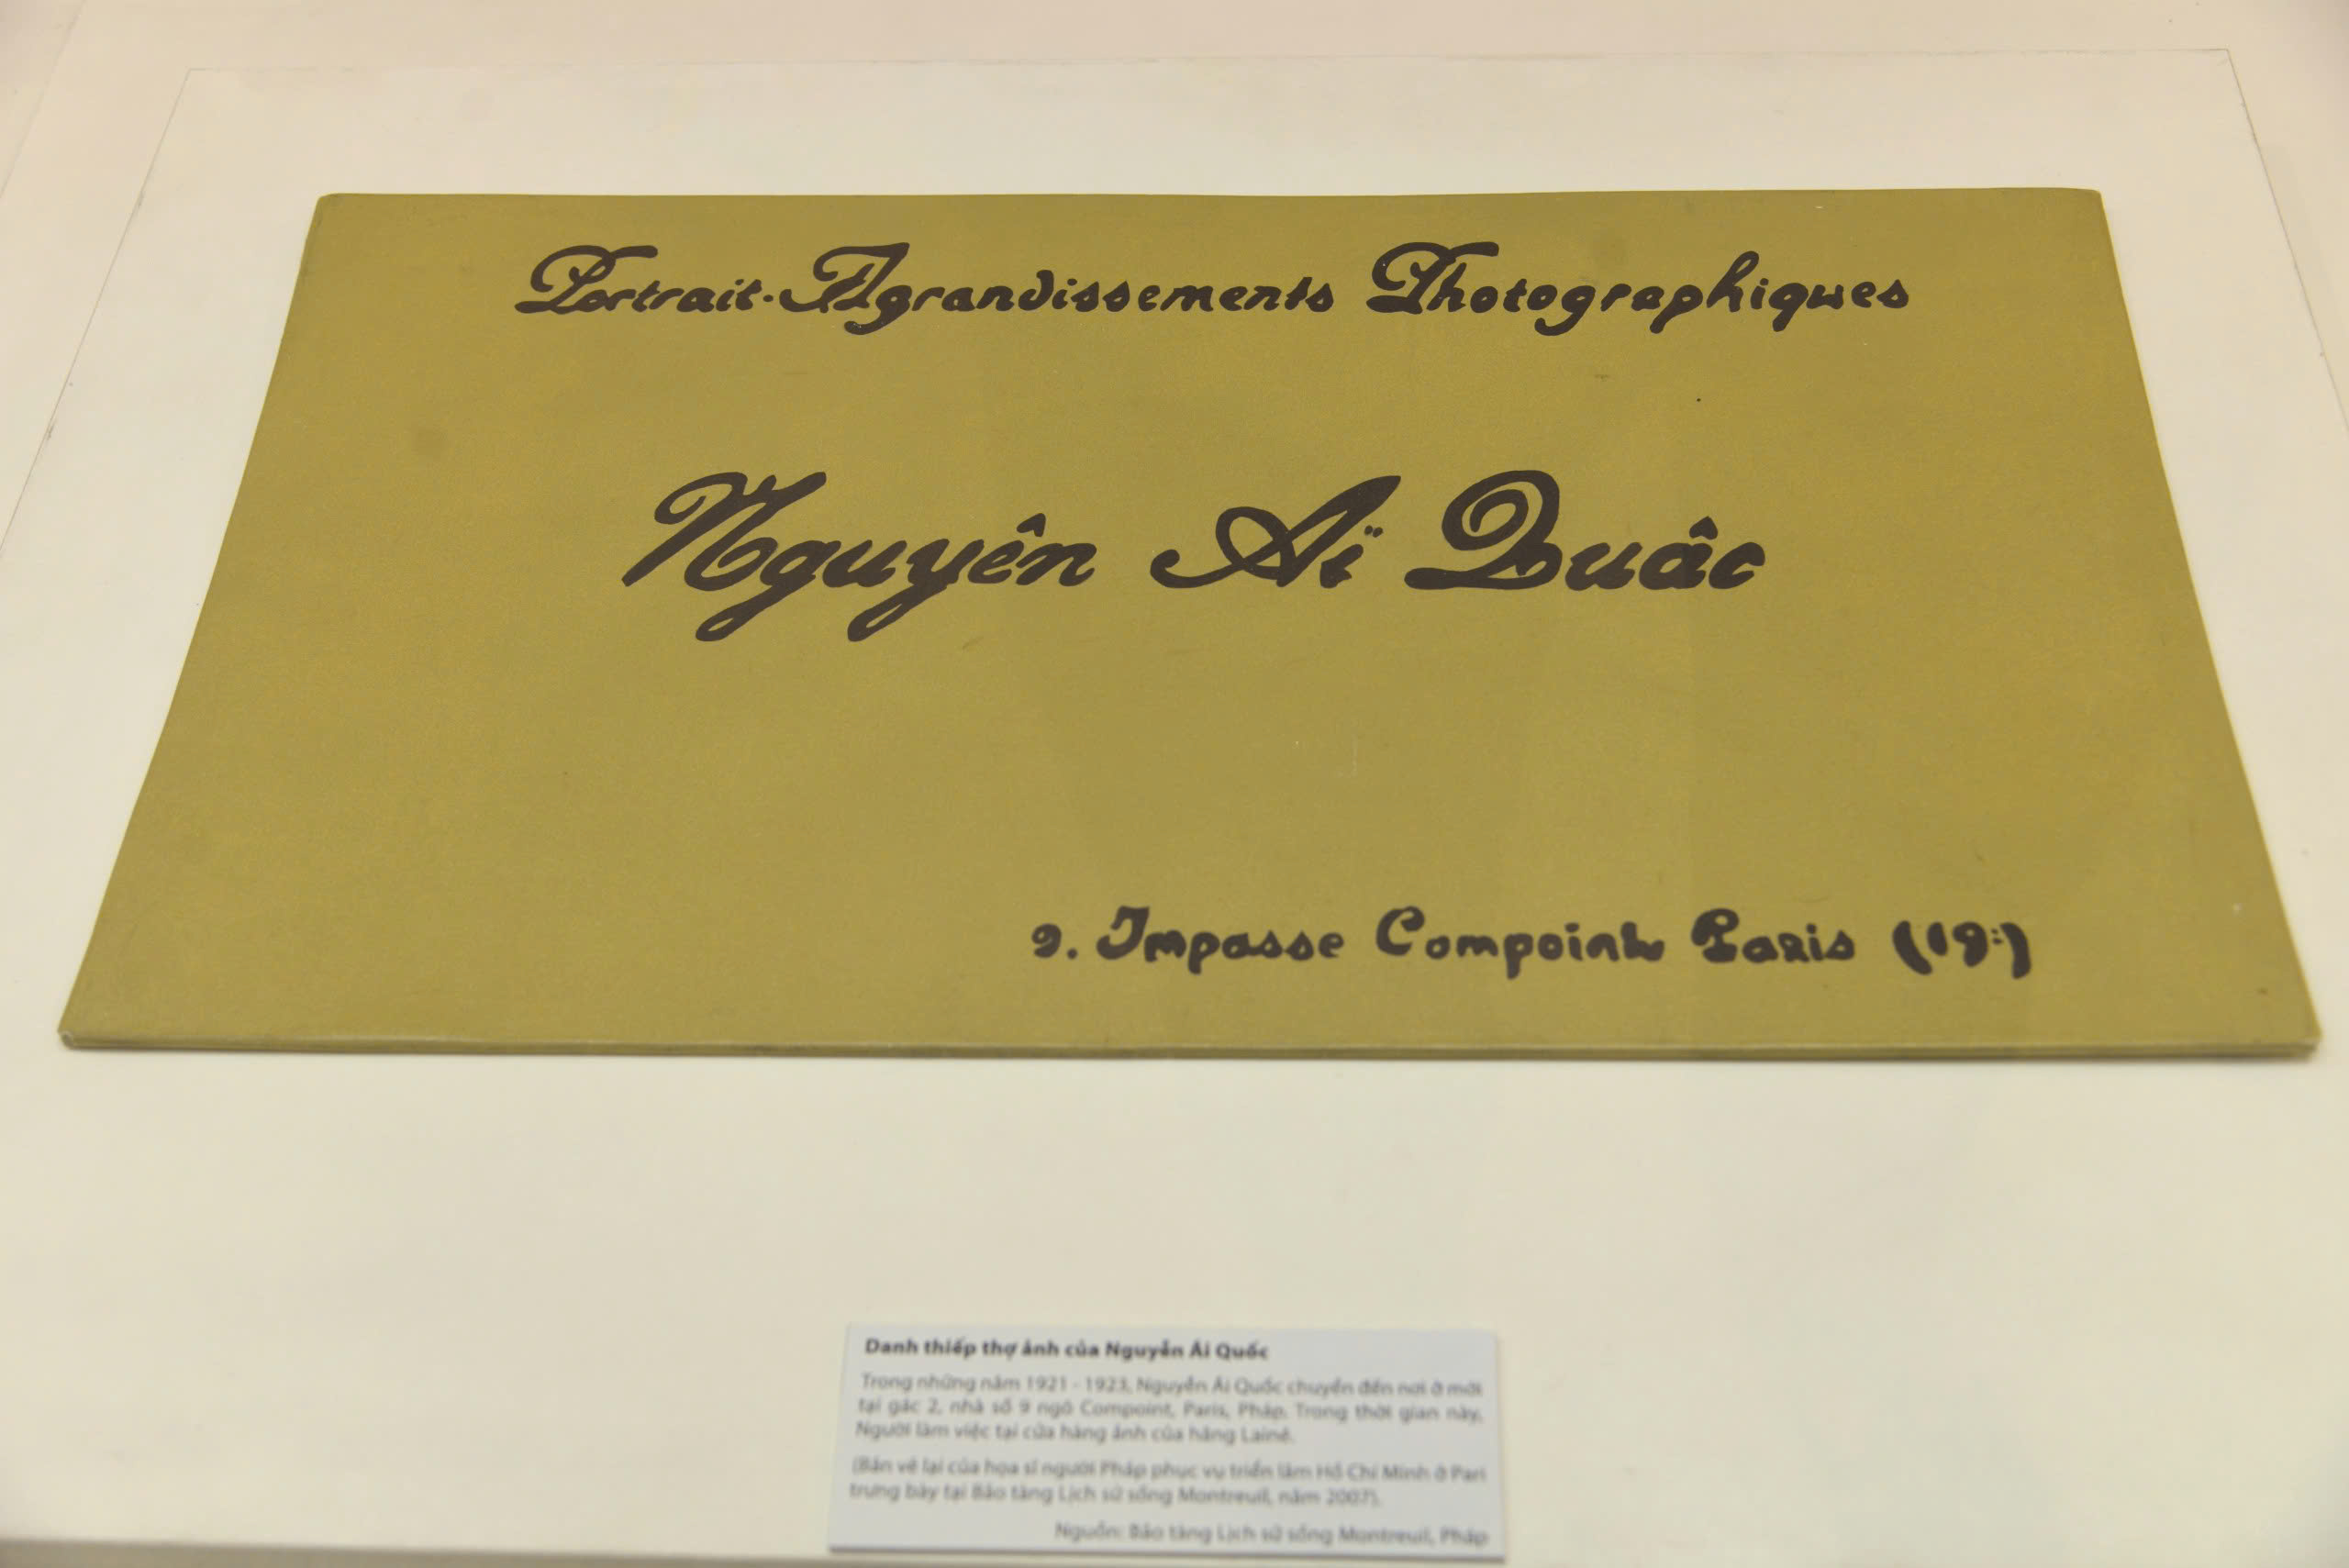 Portrait-Agrandissements Photographiques
Nguyên Aï Quâc
9. Impasse Compoint Paris (19:)
Danh thiếp thợ ảnh của Nguyễn Ái Quốc
Trong những năm 1921 - 1923, Nguyễn Ái Quốc chuyển đến nơi ở mới
tại gác 2, nhà số 9 ngõ Compoint, Paris, Pháp. Trong thời gian này,
Người làm việc tại cửa hàng ảnh của hãng Lainé.
(Bản vẽ lại của họa sĩ người Pháp phục vụ triển lãm Hồ Chí Minh ở Pari
trưng bày tại Bảo tàng Lịch sử sống Montreuil, năm 2007).
Nguồn: Bảo tàng Lịch sử sống Montreuil, Pháp